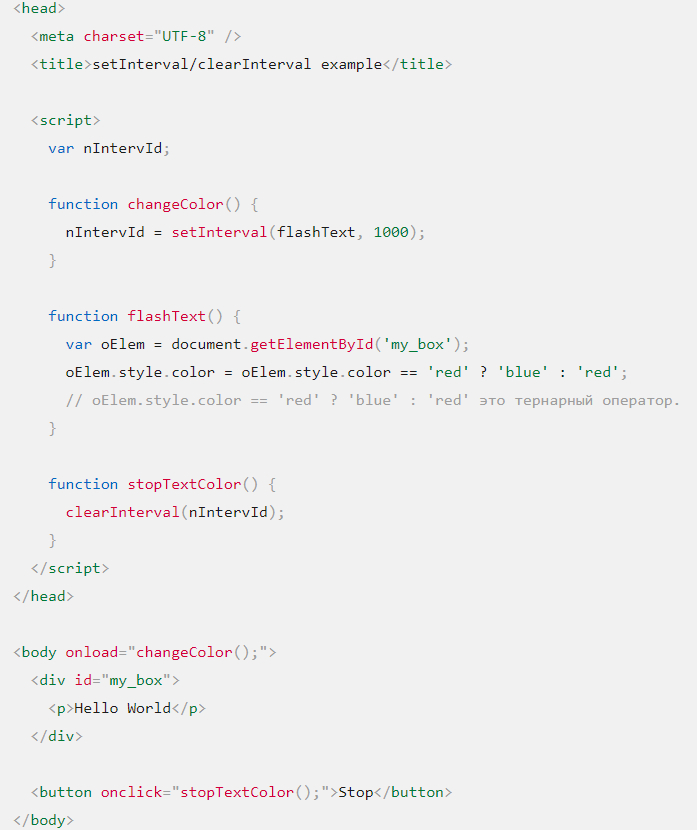 <head>
<meta charset="UTF-8" />
<title>setInterval/clearInterval example</title>
<script>
var nIntervId;
function changeColor() {
nIntervId = setInterval(flashText, 1000);
}
function flashText() {
var oElem = document.getElementById('my_box');
oElem.style.color = oElem.style.color == 'red' ? 'blue' : 'red';
// oElem.style.color == 'red' ? 'blue' : 'red' это тернарный оператор.
}
function stopTextColor() {
clearInterval(nIntervId);
}
</script>
</head>
<body onload="changeColor();">
<div id="my_box">
<p>Hello World</p>
</div>
<button onclick="stopTextColor();">Stop</button>
</body>